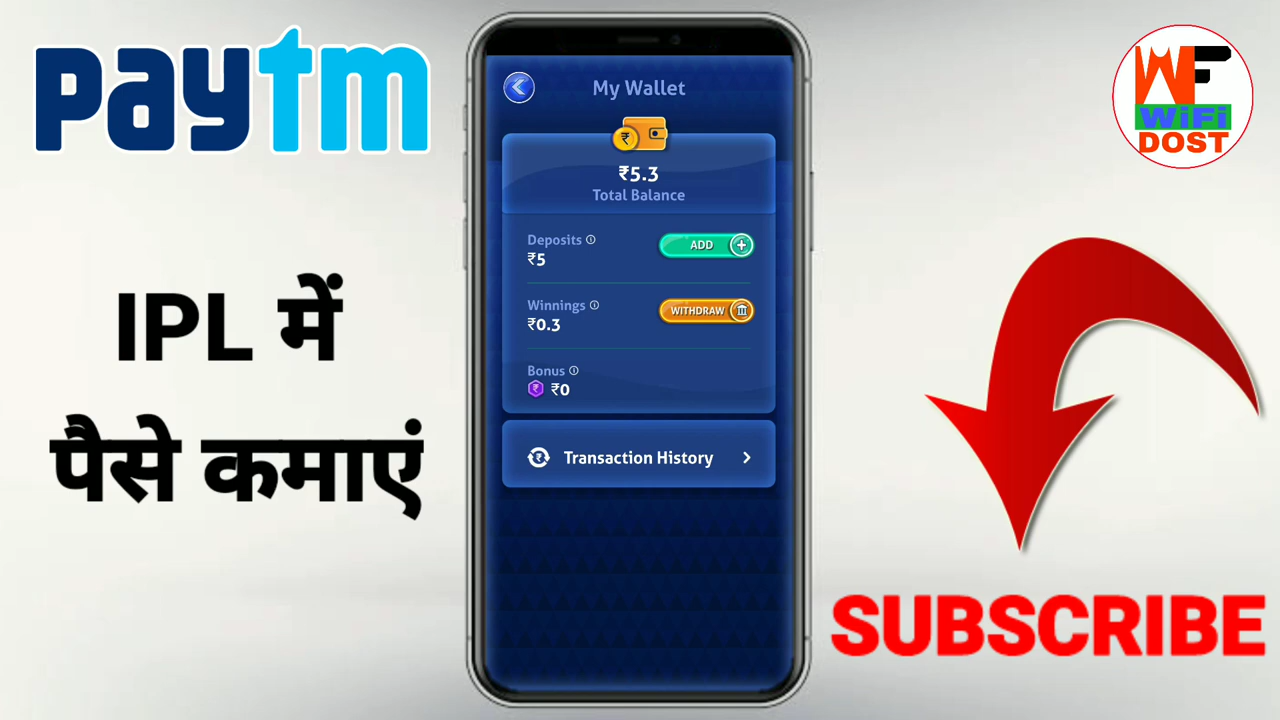 paytm
IPL में
पैसे कमाएं
My Wallet
₹
₹5.3
Total Balance
Deposits
₹5
ADD +
Winnings
₹0.3
WITHDRAW
Bonus
₹ ₹0
₹ Transaction History >
WF
WiFi
DOST
SUBSCRIBE